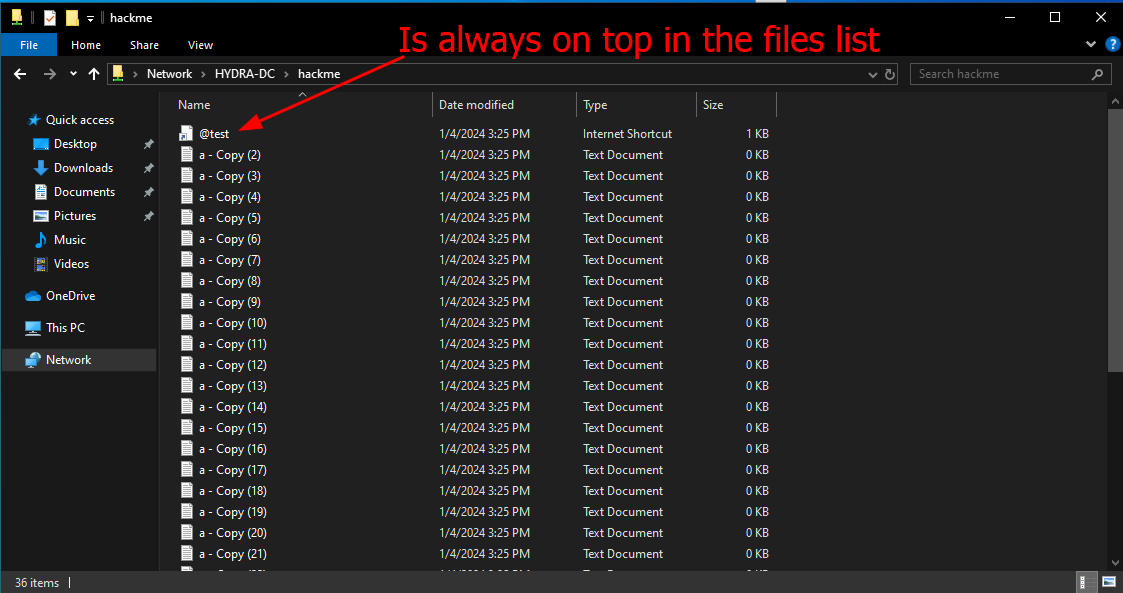 hackme
File Home Share View
Is always on top in the files list
Network HYDRA-DC hackme
Search hackme
Quick access
Desktop
Downloads
Documents
Pictures
Music
Videos
OneDrive
This PC
Network
Name Date modified Type Size
@test 1/4/2024 3:25 PM Internet Shortcut 1 KB
a - Copy (2) 1/4/2024 3:25 PM Text Document 0 KB
a - Copy (3) 1/4/2024 3:25 PM Text Document 0 KB
a - Copy (4) 1/4/2024 3:25 PM Text Document 0 KB
a - Copy (5) 1/4/2024 3:25 PM Text Document 0 KB
a - Copy (6) 1/4/2024 3:25 PM Text Document 0 KB
a - Copy (7) 1/4/2024 3:25 PM Text Document 0 KB
a - Copy (8) 1/4/2024 3:25 PM Text Document 0 KB
a - Copy (9) 1/4/2024 3:25 PM Text Document 0 KB
a - Copy (10) 1/4/2024 3:25 PM Text Document 0 KB
a - Copy (11) 1/4/2024 3:25 PM Text Document 0 KB
a - Copy (12) 1/4/2024 3:25 PM Text Document 0 KB
a - Copy (13) 1/4/2024 3:25 PM Text Document 0 KB
a - Copy (14) 1/4/2024 3:25 PM Text Document 0 KB
a - Copy (15) 1/4/2024 3:25 PM Text Document 0 KB
a - Copy (16) 1/4/2024 3:25 PM Text Document 0 KB
a - Copy (17) 1/4/2024 3:25 PM Text Document 0 KB
a - Copy (18) 1/4/2024 3:25 PM Text Document 0 KB
a - Copy (19) 1/4/2024 3:25 PM Text Document 0 KB
a - Copy (20) 1/4/2024 3:25 PM Text Document 0 KB
a - Copy (21) 1/4/2024 3:25 PM Text Document 0 KB
36 items